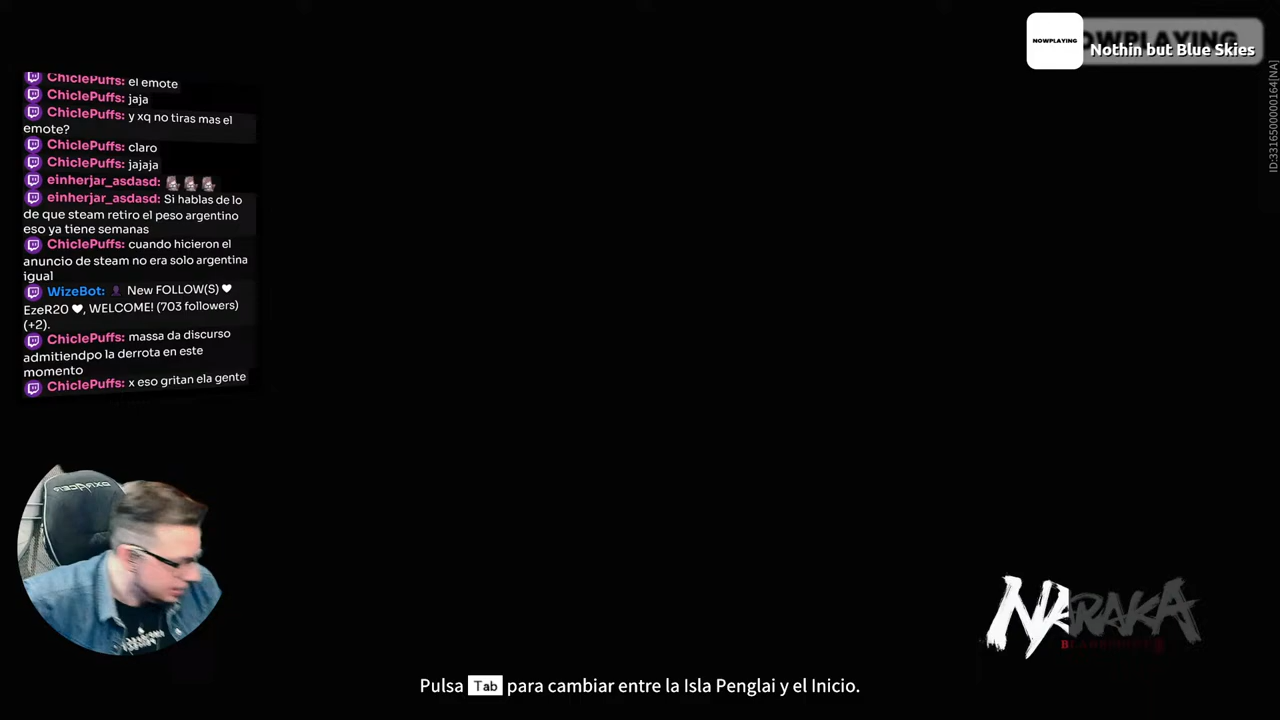 NOWPLAYING
NOWPLAYING
Nothin but Blue Skies
ID:3316500000164[NA]
ChiclePuffs: el emote
ChiclePuffs: jaja
ChiclePuffs: y xq no tiras mas el
emote?
ChiclePuffs: claro
ChiclePuffs: jajaja
einherjar_asdasd:
einherjar_asdasd: Si hablas de lo
de que steam retiro el peso argentino
eso ya tiene semanas
ChiclePuffs: cuando hicieron el
anuncio de steam no era solo argentina
igual
WizeBot: 👤 New FOLLOW(S) ♥
EzeR20 ♥, WELCOME! (703 followers)
(+2).
ChiclePuffs: massa da discurso
admitiendpo la derrota en este
momento
ChiclePuffs: x eso gritan ela gente
NARAKA
BLADEPOINT
Pulsa Tab para cambiar entre la Isla Penglai y el Inicio.